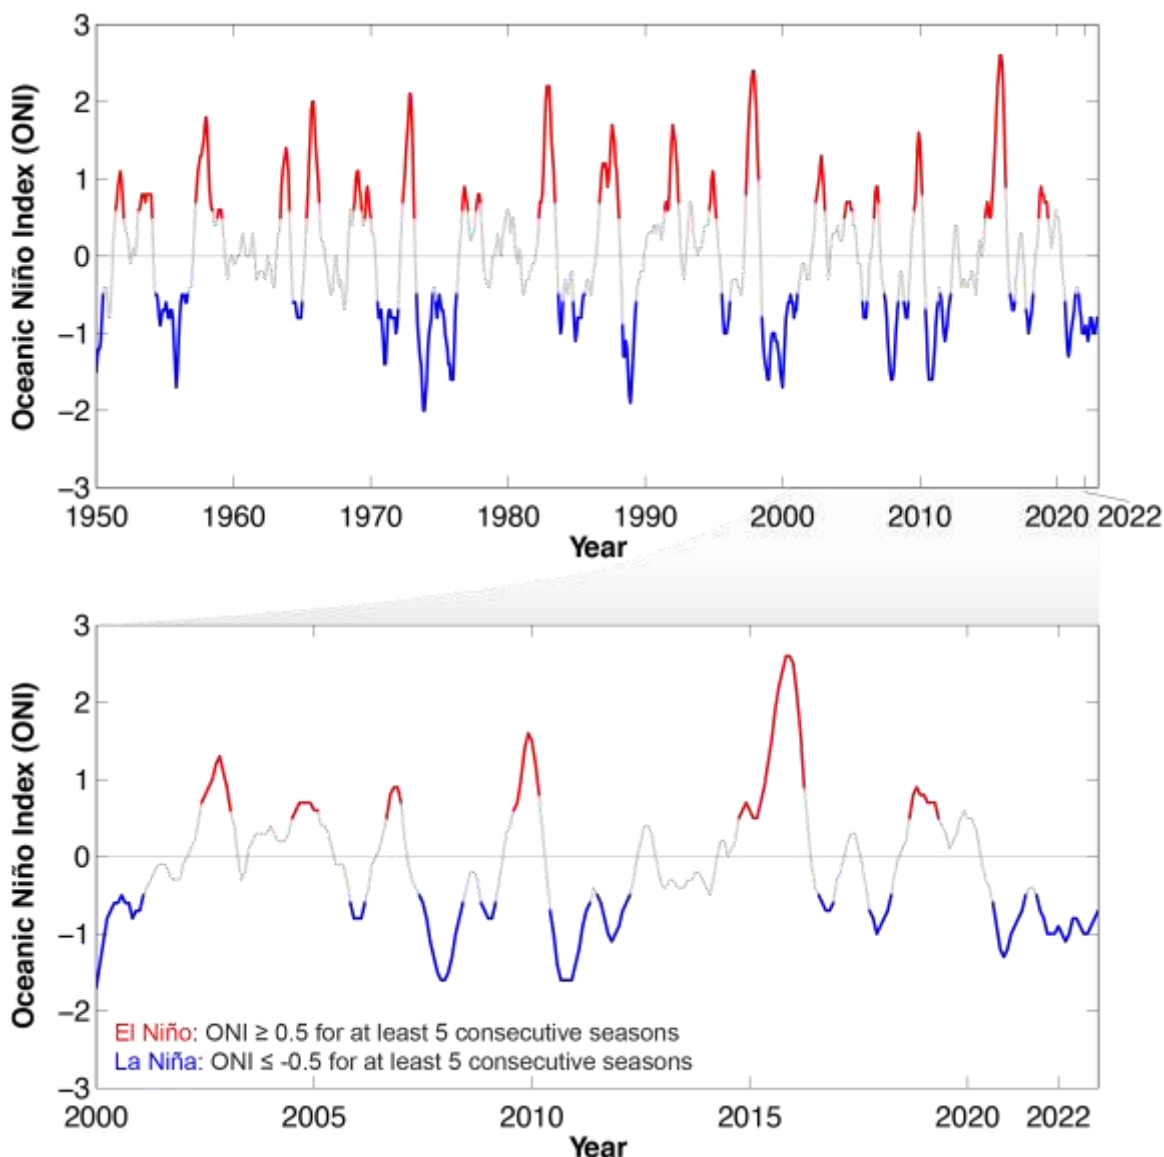 Oceanic Niño Index (ONI)
3
2
1
0
−1
−2
−3
1950 1960 1970 1980 1990 2000 2010 2020 2022
Year
Oceanic Niño Index (ONI)
3
2
1
0
−1
−2
−3
El Niño: ONI ≥ 0.5 for at least 5 consecutive seasons
La Niña: ONI ≤ -0.5 for at least 5 consecutive seasons
2000 2005 2010 2015 2020 2022
Year